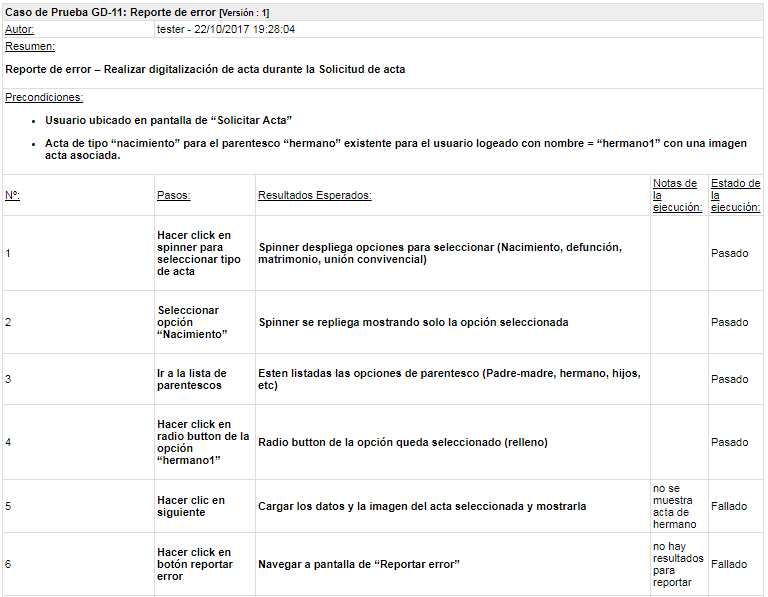 Caso de Prueba GD-11: Reporte de error [Versión : 1]
Autor: tester - 22/10/2017 19:28:04
Resumen:
Reporte de error – Realizar digitalización de acta durante la Solicitud de acta
Precondiciones:
• Usuario ubicado en pantalla de “Solicitar Acta”
• Acta de tipo “nacimiento” para el parentesco “hermano” existente para el usuario logeado con nombre = “hermano1” con una imagen
acta asociada.
Nº:
Pasos:
Resultados Esperados:
Notas de
la
ejecución:
Estado de
la
ejecución:
1
Hacer click en
spinner para
seleccionar tipo
de acta
Spinner despliega opciones para seleccionar (Nacimiento, defunción,
matrimonio, unión convivencial)
Pasado
2
Seleccionar
opción
“Nacimiento”
Spinner se repliega mostrando solo la opción seleccionada
Pasado
3
Ir a la lista de
parentescos
Esten listadas las opciones de parentesco (Padre-madre, hermano, hijos,
etc)
Pasado
4
Hacer click en
radio button de la
opción
“hermano1”
Radio button de la opción queda seleccionado (relleno)
Pasado
5
Hacer clic en
siguiente
Cargar los datos y la imagen del acta seleccionada y mostrarla
no se
muestra
acta de
hermano
Fallado
6
Hacer click en
botón reportar
error
Navegar a pantalla de “Reportar error”
no hay
resultados
para
reportar
Fallado